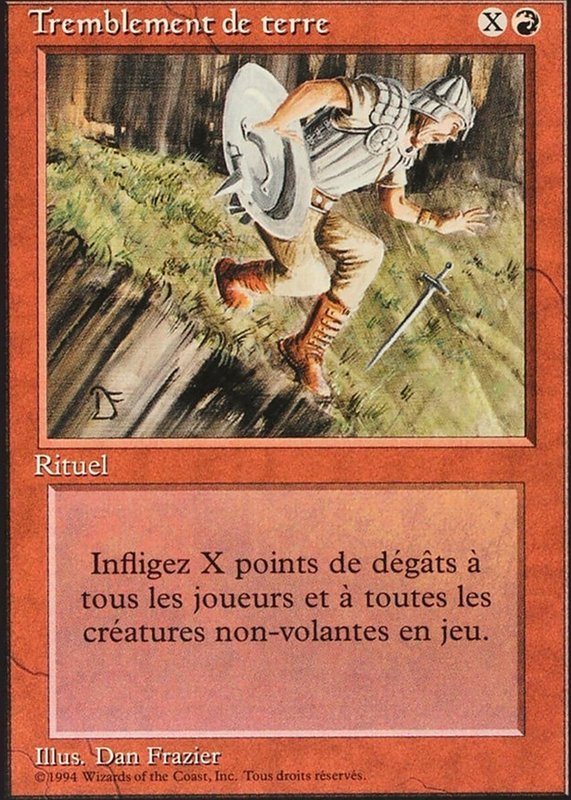 Tremblement de terre X
Rituel
Infligez X points de dégâts à
tous les joueurs et à toutes les
créatures non-volantes en jeu.
Illus. Dan Frazier
©1994 Wizards of the Coast, Inc. Tous droits réservés.
DF